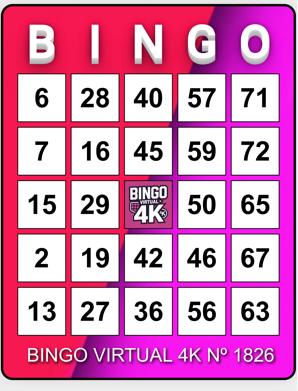 B I N G O
6 28 40 57 71
7 16 45 59 72
15 29 BINGO VIRTUAL 4K 50 65
2 19 42 46 67
13 27 36 56 63
BINGO VIRTUAL 4K Nº 1826